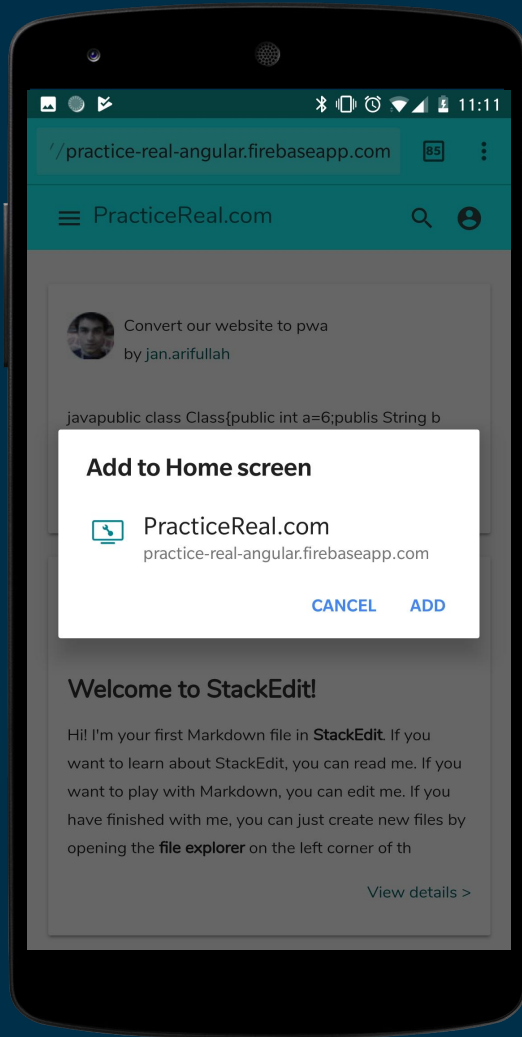 11:11
//practice-real-angular.firebaseapp.com 85
PracticeReal.com
Convert our website to pwa
by jan.arifullah
javapublic class Class{public int a=6;publis String b
Add to Home screen
PracticeReal.com
practice-real-angular.firebaseapp.com
CANCEL ADD
Welcome to StackEdit!
Hi! I'm your first Markdown file in StackEdit. If you
want to learn about StackEdit, you can read me. If you
want to play with Markdown, you can edit me. If you
have finished with me, you can just create new files by
opening the file explorer on the left corner of th
View details >